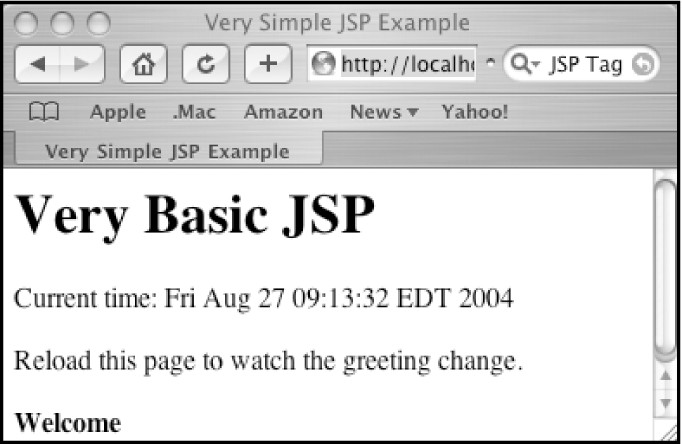 Very Simple JSP Example
http://localh
JSP Tag
Apple .Mac Amazon News Yahoo!
Very Simple JSP Example
Very Basic JSP
Current time: Fri Aug 27 09:13:32 EDT 2004
Reload this page to watch the greeting change.
Welcome